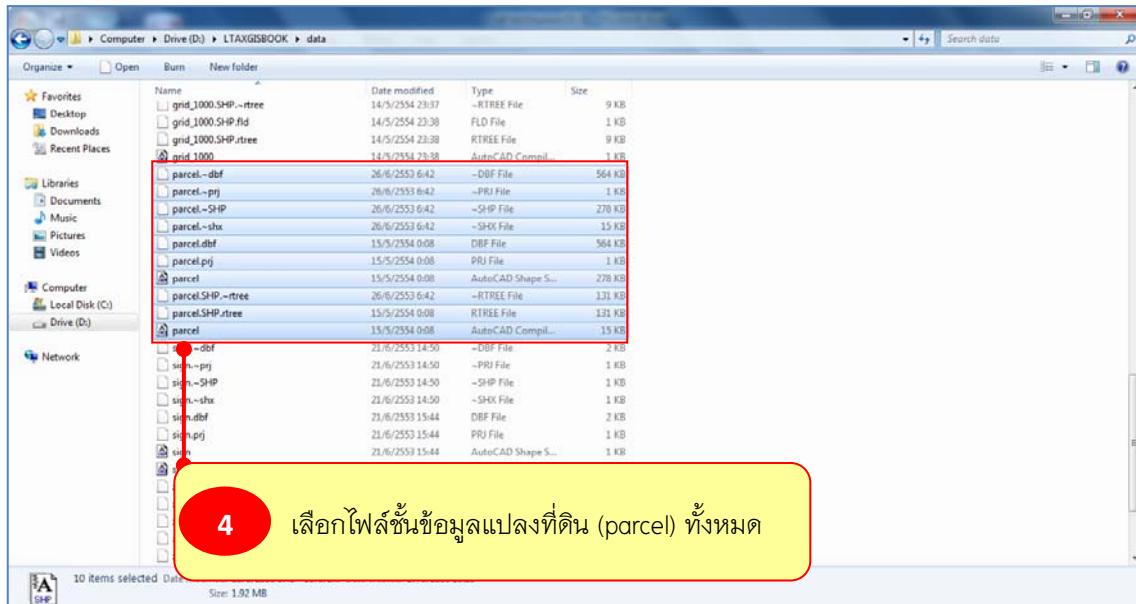 Computer ▸ Drive (D:) ▸ LTAXGISBOOK ▸ data
Search data
Organize Open Burn New folder
Favorites
Desktop
Downloads
Recent Places
Libraries
Documents
Music
Pictures
Videos
Computer
Local Disk (C:)
Drive (D:)
Network
Name Date modified Type Size
grid_1000.SHP.~rtree 14/5/2554 23:37 ~RTREE File 9 KB
grid_1000.SHP.fld 14/5/2554 23:38 FLD File 1 KB
grid_1000.SHP.rtree 14/5/2554 23:38 RTREE File 9 KB
grid_1000 14/5/2554 23:38 AutoCAD Compil... 1 KB
parcel.~dbf 26/6/2553 6:42 ~DBF File 564 KB
parcel.~prj 26/6/2553 6:42 ~PRJ File 1 KB
parcel.~SHP 26/6/2553 6:42 ~SHP File 278 KB
parcel.~shx 26/6/2553 6:42 ~SHX File 15 KB
parcel.dbf 15/5/2554 0:08 DBF File 564 KB
parcel.prj 15/5/2554 0:08 PRJ File 1 KB
parcel 15/5/2554 0:08 AutoCAD Shape S... 278 KB
parcel.SHP.~rtree 26/6/2553 6:42 ~RTREE File 131 KB
parcel.SHP.rtree 15/5/2554 0:08 RTREE File 131 KB
parcel 15/5/2554 0:08 AutoCAD Compil... 15 KB
21/6/2553 14:50 ~DBF File 2 KB
sign.~prj 21/6/2553 14:50 ~PRJ File 1 KB
sign.~SHP 21/6/2553 14:50 ~SHP File 1 KB
sign.~shx 21/6/2553 14:50 ~SHX File 1 KB
sign.dbf 21/6/2553 15:44 DBF File 2 KB
sign.prj 21/6/2553 15:44 PRJ File 1 KB
sign 21/6/2553 15:44 AutoCAD Shape S... 1 KB
4 เลือกไฟล์ชั้นข้อมูลแปลงที่ดิน (parcel) ทั้งหมด
10 items selected
Size: 1.92 MB
SHP